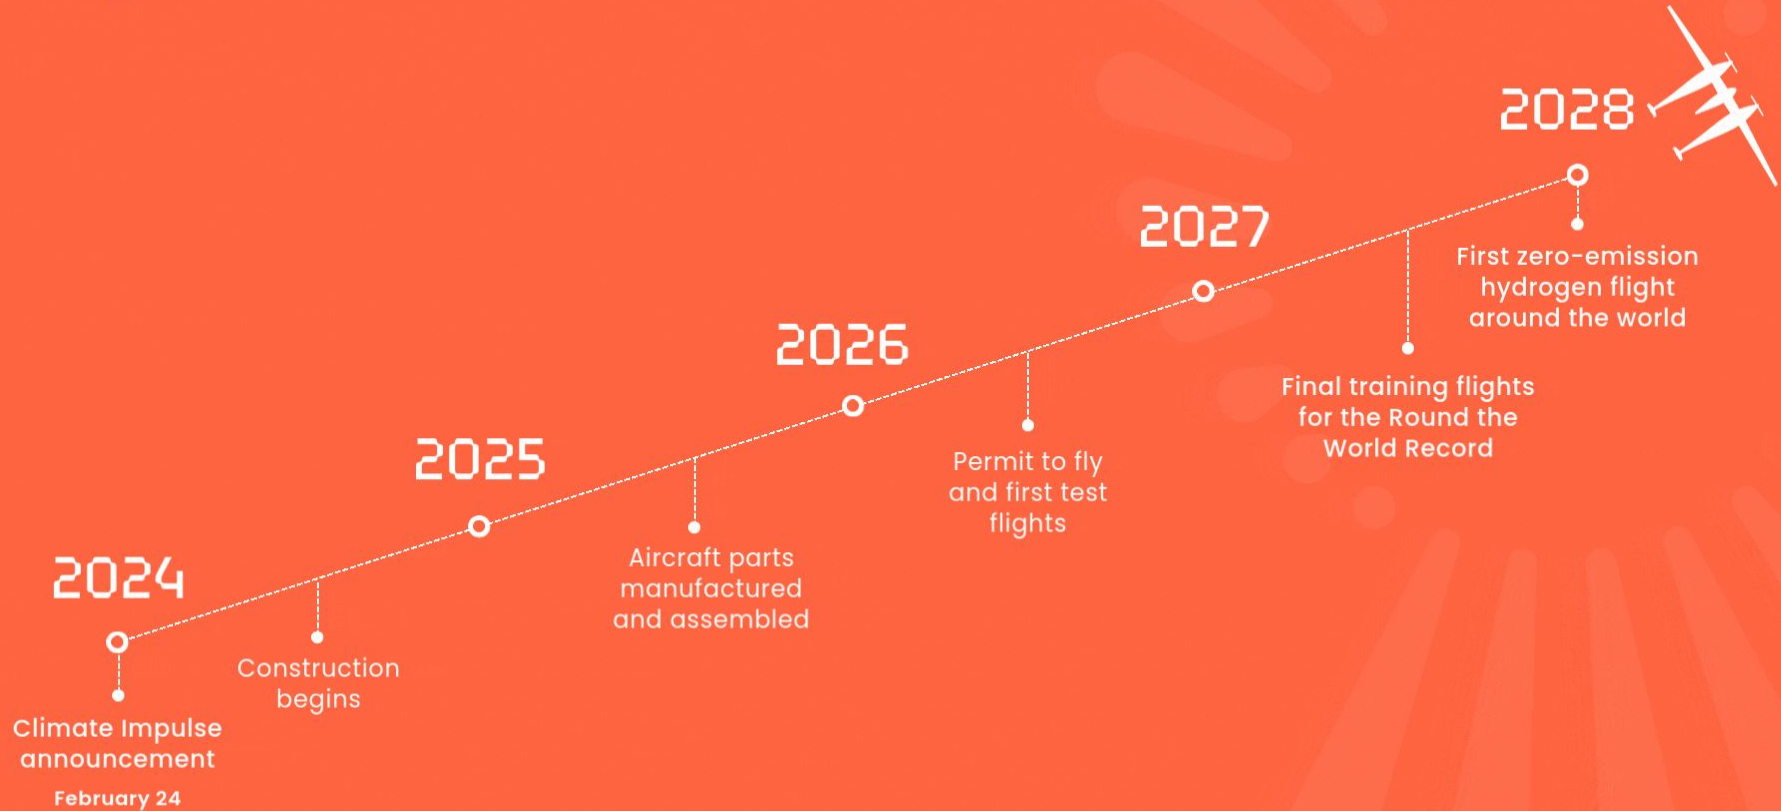 2024
Climate Impulse
announcement
February 24
Construction
begins
2025
Aircraft parts
manufactured
and assembled
2026
Permit to fly
and first test
flights
2027
Final training flights
for the Round the
World Record
2028
First zero-emission
hydrogen flight
around the world